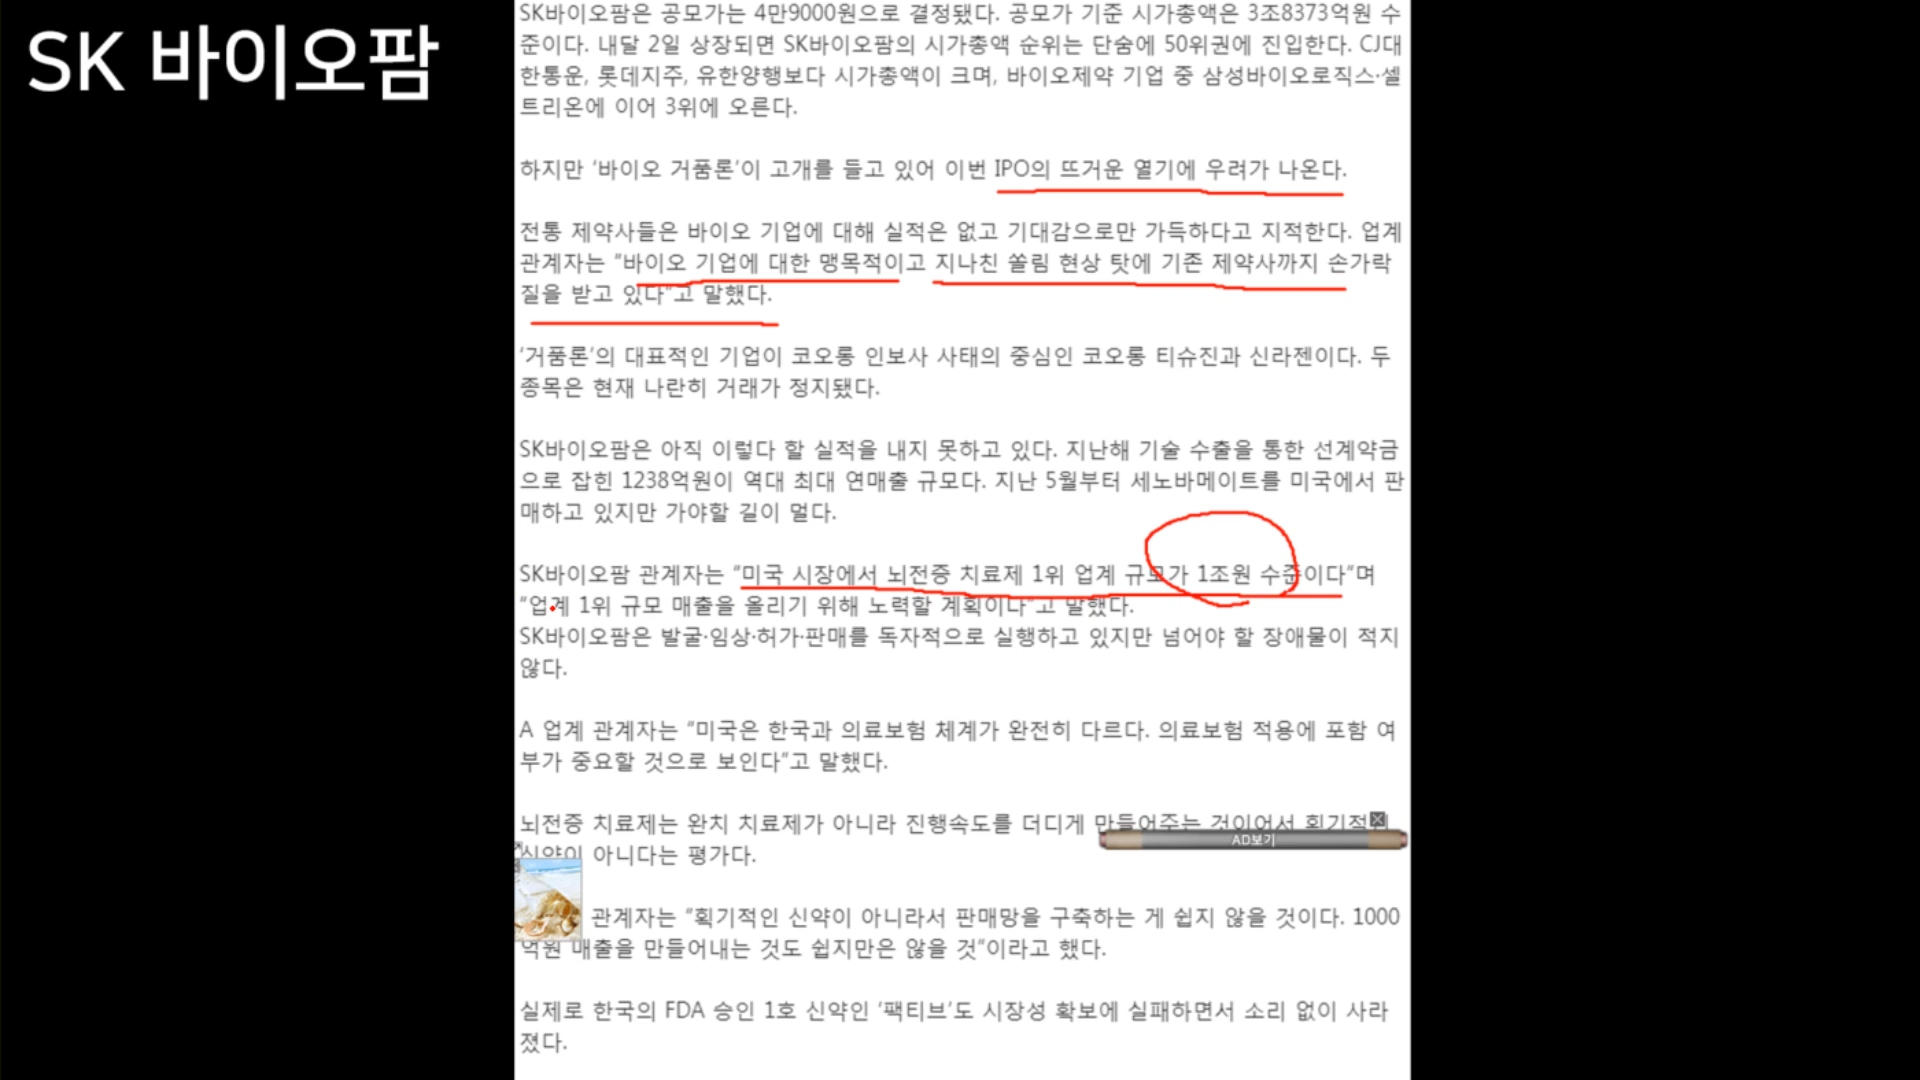 SK 바이오팜
SK바이오팜은 공모가는 4만9000원으로 결정됐다. 공모가 기준 시가총액은 3조8373억원 수
준이다. 내달 2일 상장되면 SK바이오팜의 시가총액 순위는 단숨에 50위권에 진입한다. CJ대
한통운, 롯데지주, 유한양행보다 시가총액이 크며, 바이오제약 기업 중 삼성바이오로직스·셀
트리온에 이어 3위에 오른다.
하지만 ‘바이오 거품론’이 고개를 들고 있어 이번 IPO의 뜨거운 열기에 우려가 나온다.
전통 제약사들은 바이오 기업에 대해 실적은 없고 기대감으로만 가득하다고 지적한다. 업계
관계자는 “바이오 기업에 대한 맹목적이고 지나친 쏠림 현상 탓에 기존 제약사까지 손가락
질을 받고 있다”고 말했다.
‘거품론’의 대표적인 기업이 코오롱 인보사 사태의 중심인 코오롱 티슈진과 신라젠이다. 두
종목은 현재 나란히 거래가 정지됐다.
SK바이오팜은 아직 이렇다 할 실적을 내지 못하고 있다. 지난해 기술 수출을 통한 선계약금
으로 잡힌 1238억원이 역대 최대 연매출 규모다. 지난 5월부터 세노바메이트를 미국에서 판
매하고 있지만 가야할 길이 멀다.
SK바이오팜 관계자는 “미국 시장에서 뇌전증 치료제 1위 업계 규모가 1조원 수준이다”며
“업계 1위 규모 매출을 올리기 위해 노력할 계획이다”고 말했다.
SK바이오팜은 발굴·임상·허가·판매를 독자적으로 실행하고 있지만 넘어야 할 장애물이 적지
않다.
A 업계 관계자는 “미국은 한국과 의료보험 체계가 완전히 다르다. 의료보험 적용에 포함 여
부가 중요할 것으로 보인다”고 말했다.
뇌전증 치료제는 완치 치료제가 아니라 진행속도를 더디게 만들어주는 것이어서 획기적인
AD보기
신약이 아니다는 평가다.
관계자는 “획기적인 신약이 아니라서 판매망을 구축하는 게 쉽지 않을 것이다. 1000
억원 매출을 만들어내는 것도 쉽지만은 않을 것”이라고 했다.
실제로 한국의 FDA 승인 1호 신약인 ‘팩티브’도 시장성 확보에 실패하면서 소리 없이 사라
졌다.